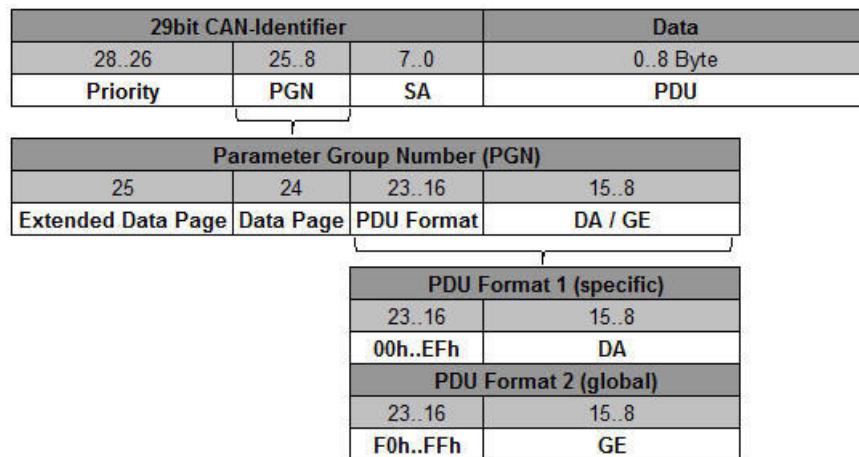 29bit CAN-Identifier Data
28..26 25..8 7..0 0..8 Byte
Priority PGN SA PDU
Parameter Group Number (PGN)
25 24 23..16 15..8
Extended Data Page Data Page PDU Format DA / GE
PDU Format 1 (specific)
23..16 15..8
00h..EFh DA
PDU Format 2 (global)
23..16 15..8
F0h..FFh GE